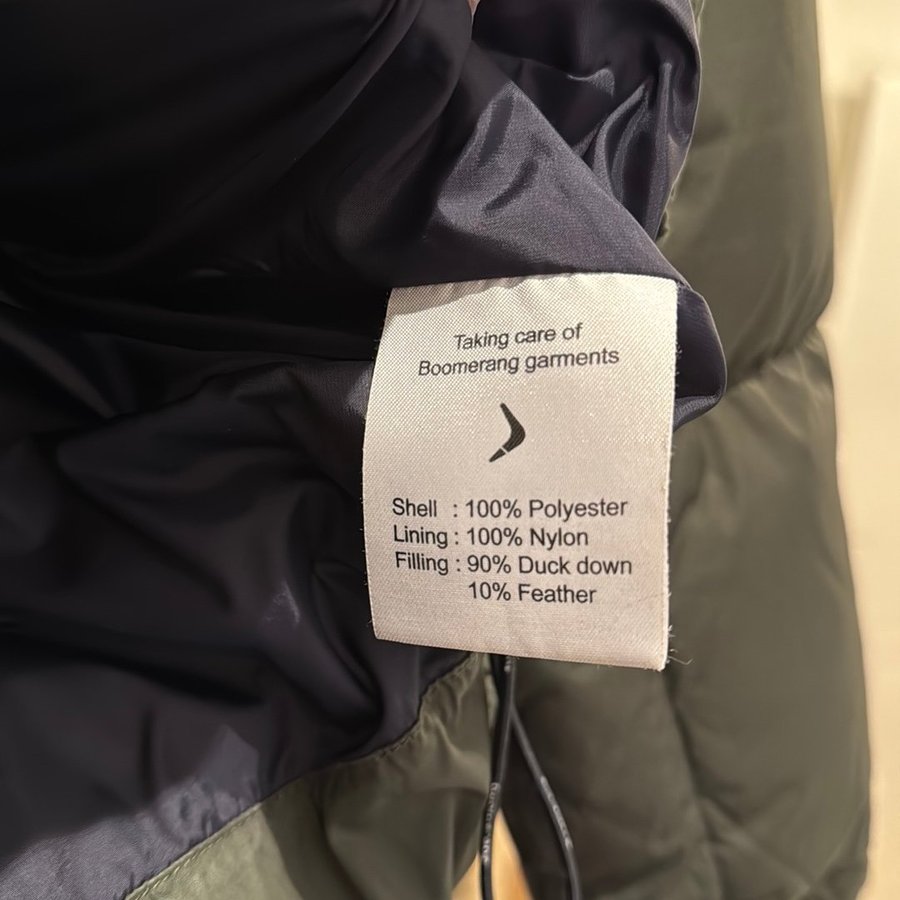 Taking care of
Boomerang garments
Shell : 100% Polyester
Lining : 100% Nylon
Filling : 90% Duck down
10% Feather